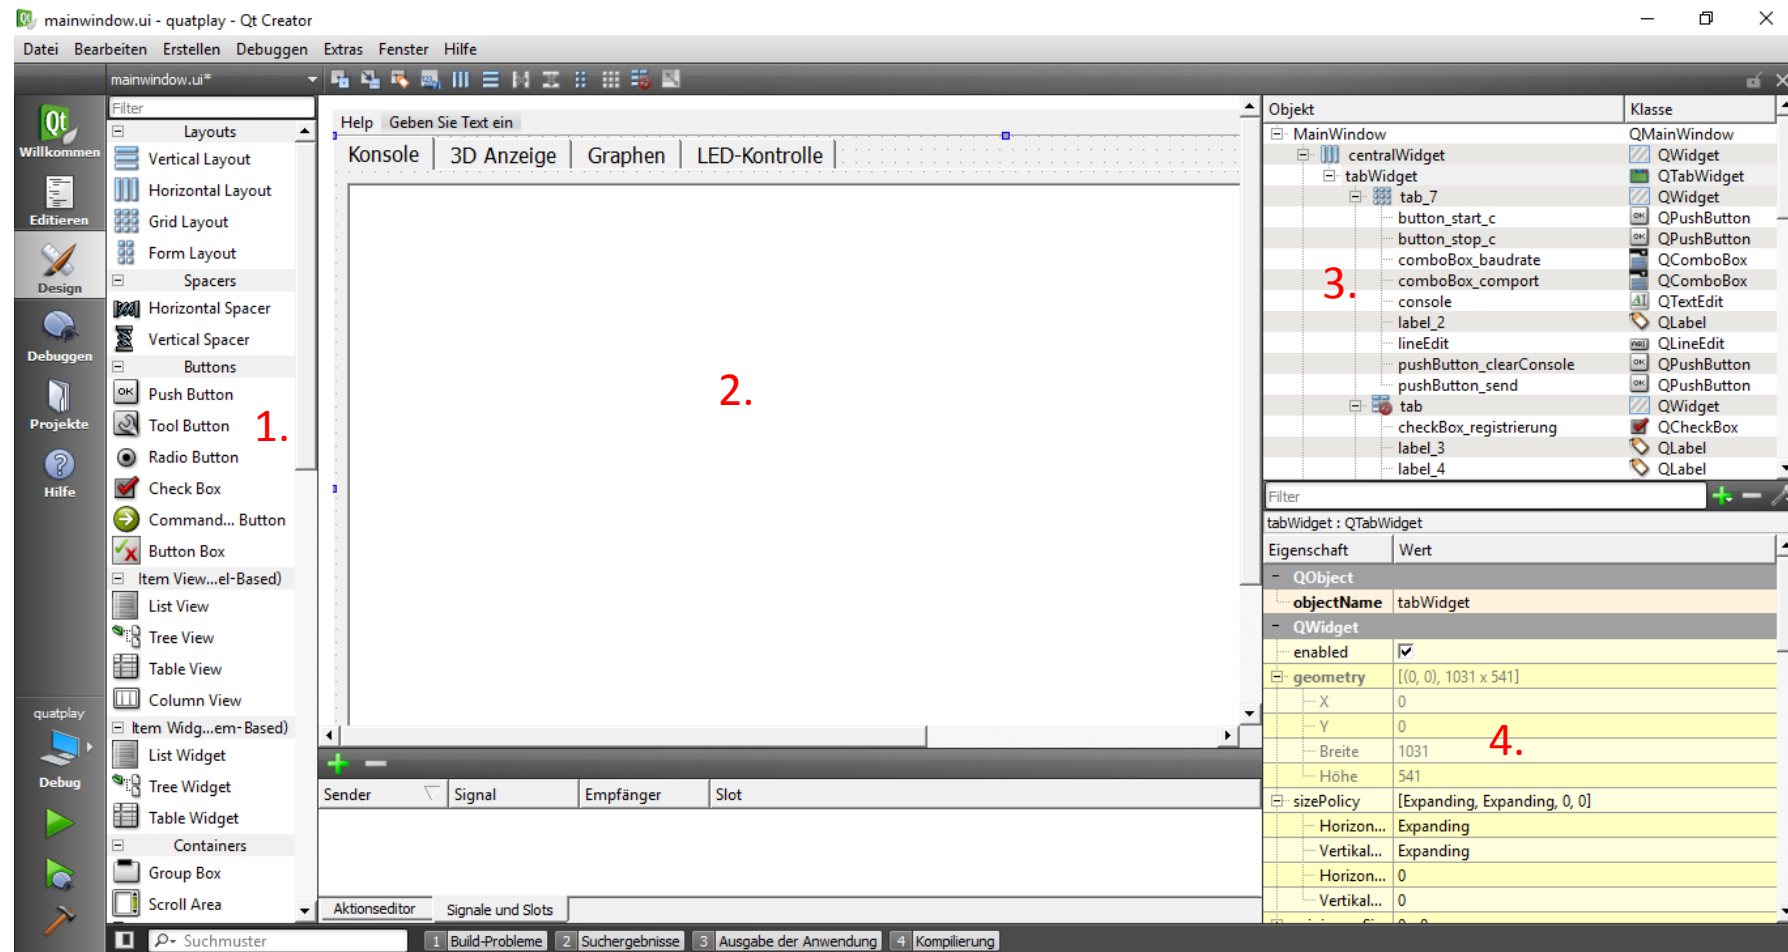 mainwindow.ui - quatplay - Qt Creator
Datei Bearbeiten Erstellen Debuggen Extras Fenster Hilfe
mainwindow.ui*
Qt
Willkommen
Editieren
Design
Debuggen
Projekte
Hilfe
quatplay
Debug
Filter
Layouts
Vertical Layout
Horizontal Layout
Grid Layout
Form Layout
Spacers
Horizontal Spacer
Vertical Spacer
Buttons
OK Push Button
Tool Button
1.
Radio Button
Check Box
Command... Button
Button Box
Item View...el-Based)
List View
Tree View
Table View
Column View
Item Widg...em-Based)
List Widget
Tree Widget
Table Widget
Containers
Group Box
Scroll Area
Help Geben Sie Text ein
Konsole 3D Anzeige Graphen LED-Kontrolle
2.
Sender Signal Empfänger Slot
Aktionseditor Signale und Slots
Objekt Klasse
MainWindow QMainWindow
centralWidget QWidget
tabWidget QTabWidget
tab_7 QWidget
button_start_c OK QPushButton
button_stop_c OK QPushButton
comboBox_baudrate QComboBox
comboBox_comport QComboBox
3.
console AI QTextEdit
label_2 QLabel
lineEdit QLineEdit
pushButton_clearConsole OK QPushButton
pushButton_send OK QPushButton
tab QWidget
checkBox_registrierung QCheckBox
label_3 QLabel
label_4 QLabel
Filter
tabWidget : QTabWidget
Eigenschaft Wert
QObject
objectName tabWidget
QWidget
enabled
geometry [(0, 0), 1031 x 541]
X 0
Y 0
4.
Breite 1031
Höhe 541
sizePolicy [Expanding, Expanding, 0, 0]
Horizon... Expanding
Vertikal... Expanding
Horizon... 0
Vertikal... 0
Suchmuster
1 Build-Probleme 2 Suchergebnisse 3 Ausgabe der Anwendung 4 Kompilierung